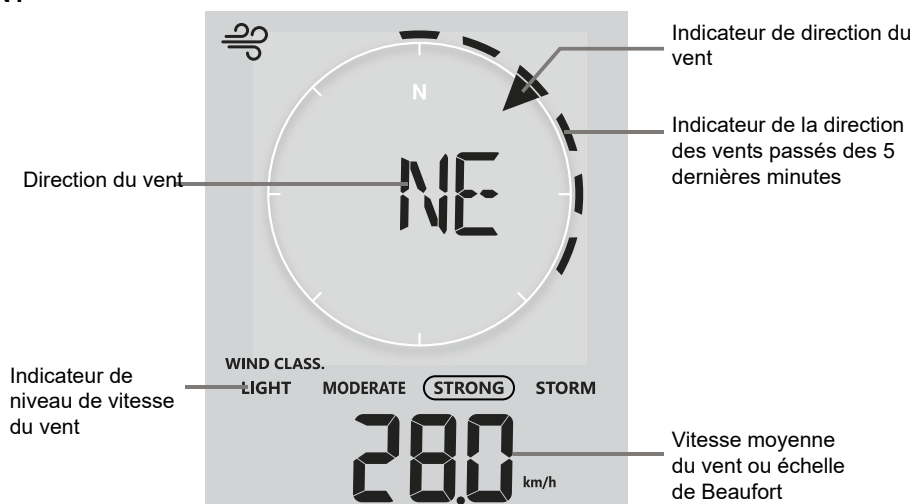 Indicateur de direction du
vent
N
Indicateur de la direction
des vents passés des 5
dernières minutes
Direction du vent
NE
WIND CLASS.
LIGHT MODERATE STRONG STORM
Indicateur de
niveau de vitesse
du vent
28.0 km/h
Vitesse moyenne
du vent ou échelle
de Beaufort